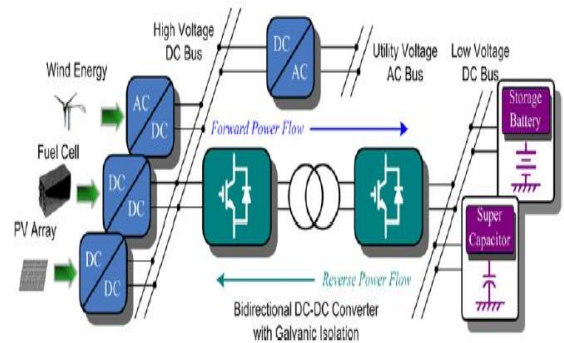 High Voltage
DC Bus
DC
AC
Utility Voltage
AC Bus
Low Voltage
DC Bus
Wind Energy
AC
DC
Forward Power Flow
Storage
Battery
Fuel Cell
DC
DC
PV Array
DC
DC
Super
Capacitor
Reverse Power Flow
Bidirectional DC-DC Converter
with Galvanic Isolation